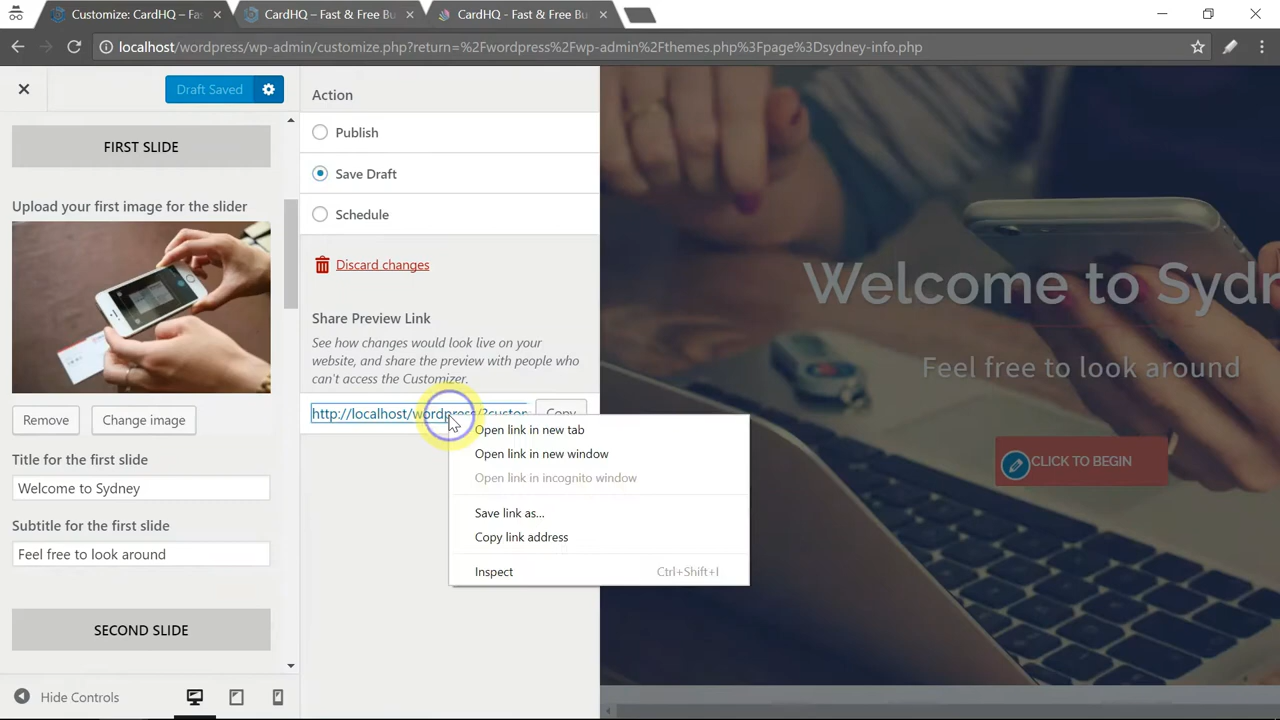 Customize: CardHQ – Fas
CardHQ – Fast & Free Bu
CardHQ - Fast & Free Bu
localhost/wordpress/wp-admin/customize.php?return=%2Fwordpress%2Fwp-admin%2Fthemes.php%3Fpage%3Dsydney-info.php
Draft Saved
FIRST SLIDE
Upload your first image for the slider
Remove
Change image
Title for the first slide
Welcome to Sydney
Subtitle for the first slide
Feel free to look around
SECOND SLIDE
Hide Controls
Action
Publish
Save Draft
Schedule
Discard changes
Share Preview Link
See how changes would look live on your
website, and share the preview with people who
can't access the Customizer.
http://localhost/wordpress/?custor
Copy
Open link in new tab
Open link in new window
Open link in incognito window
Save link as...
Copy link address
Inspect Ctrl+Shift+I
Welcome to Sydn
Feel free to look around
CLICK TO BEGIN